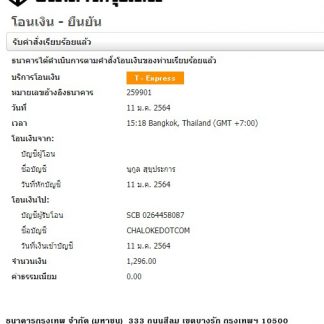 โอนเงิน - ยืนยัน
รับคำสั่งเรียบร้อยแล้ว
ธนาคารได้ดำเนินการตามคำสั่งโอนเงินของท่านเรียบร้อยแล้ว
บริการโอนเงิน T - Express
หมายเลขอ้างอิงธนาคาร 259901
วันที่ 11 ม.ค. 2564
เวลา 15:18 Bangkok, Thailand (GMT +7:00)
โอนเงินจาก:
บัญชีผู้โอน
ชื่อบัญชี นุกูล สุขประการ
วันที่หักบัญชี 11 ม.ค. 2564
โอนเงินไป:
บัญชีผู้รับโอน SCB 0264458087
ชื่อบัญชี CHALOKEDOTCOM
วันที่เงินเข้าบัญชี 11 ม.ค. 2564
จำนวนเงิน 1,296.00
ค่าธรรมเนียม 0.00
ธนาคารกรุงเทพ จำกัด (มหาชน) 333 ถนนสีลม เขตบางรัก กรุงเทพฯ 10500